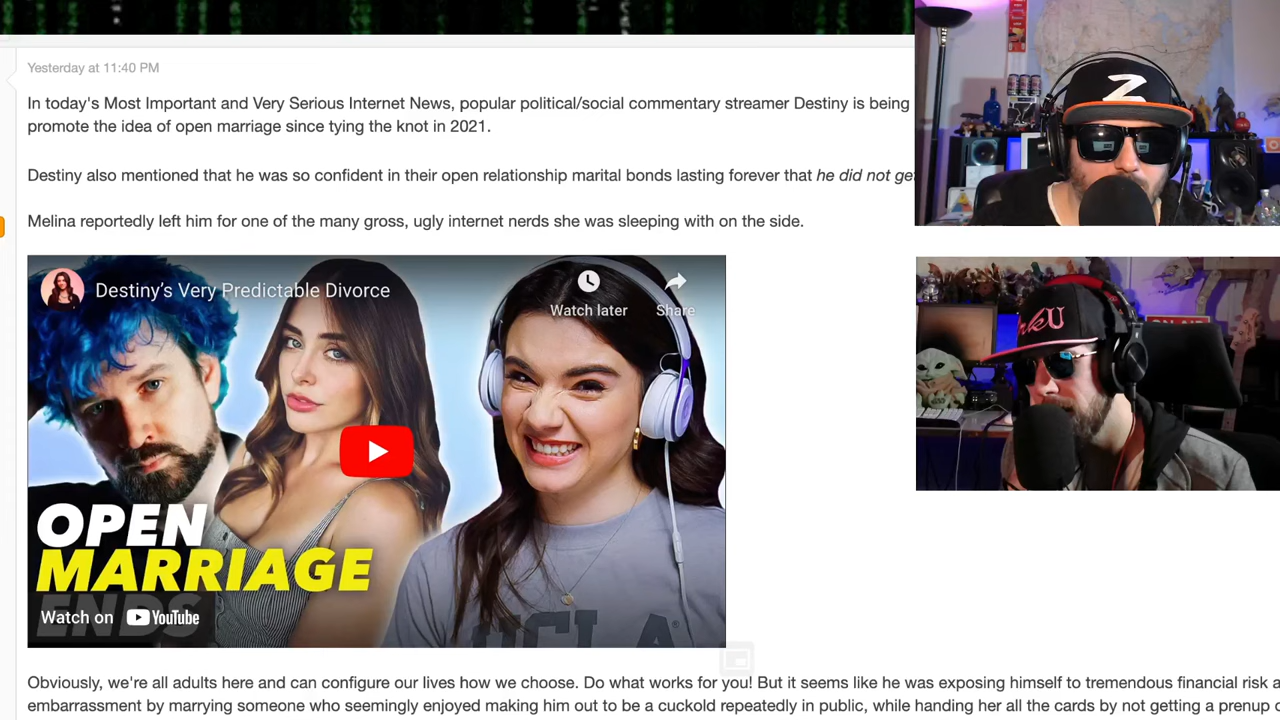 Yesterday at 11:40 PM
In today's Most Important and Very Serious Internet News, popular political/social commentary streamer Destiny is being
promote the idea of open marriage since tying the knot in 2021.
Destiny also mentioned that he was so confident in their open relationship marital bonds lasting forever that he did not
Melina reportedly left him for one of the many gross, ugly internet nerds she was sleeping with on the side.
Destiny's Very Predictable Divorce
Watch later
Share
OPEN
MARRIAGE
ENDS
Watch on YouTube
UCLA
Z
ON AIR
Obviously, we're all adults here and can configure our lives how we choose. Do what works for you! But it seems like he was exposing himself to tremendous financial risk a
embarrassment by marrying someone who seemingly enjoyed making him out to be a cuckold repeatedly in public, while handing her all the cards by not getting a prenup